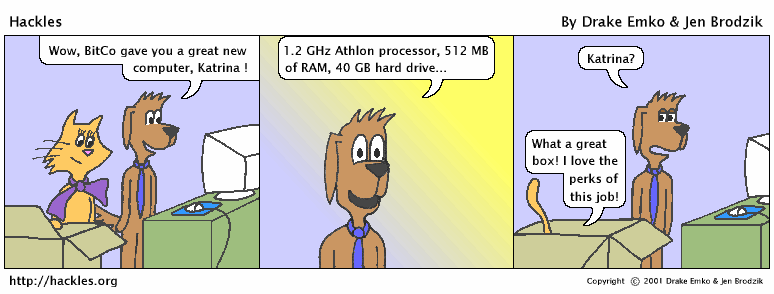 Hackles
By Drake Emko & Jen Brodzik
Wow, BitCo gave you a great new
computer, Katrina !
1.2 GHz Athlon processor, 512 MB
of RAM, 40 GB hard drive...
Katrina?
What a great
box! I love the
perks of
this job!
http://hackles.org
Copyright © 2001 Drake Emko & Jen Brodzik